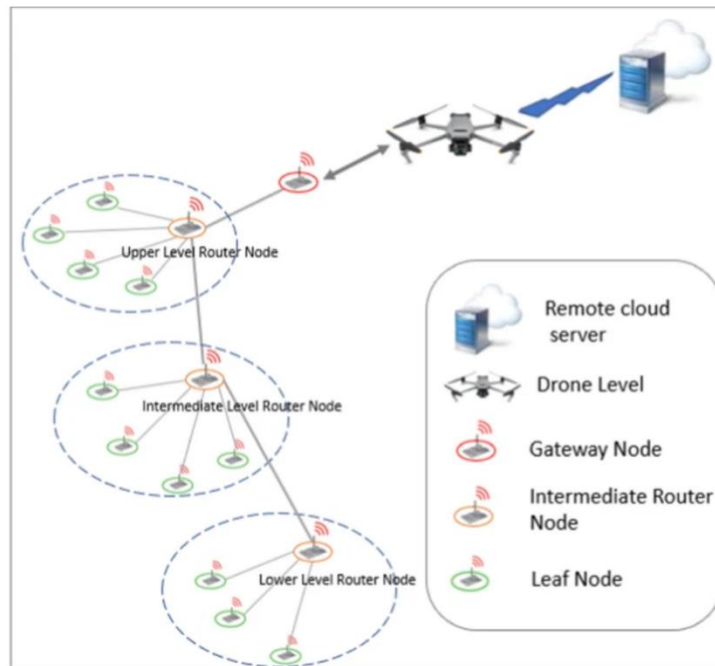 Upper Level Router Node
Intermediate Level Router Node
Lower Level Router Node
Remote cloud
server
Drone Level
Gateway Node
Intermediate Router
Node
Leaf Node